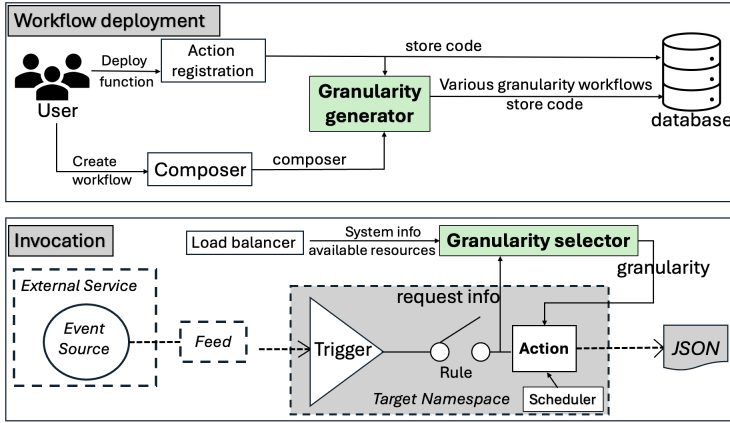 Workflow deployment
User
Deploy
function
Action
registration
store code
Granularity
generator
Various granularity workflows
store code
database
Create
workflow
Composer
composer
Invocation
Load balancer
System info
available resources
Granularity selector
granularity
External Service
Event
Source
Feed
Trigger
request info
Rule
Action
JSON
Target Namespace
Scheduler